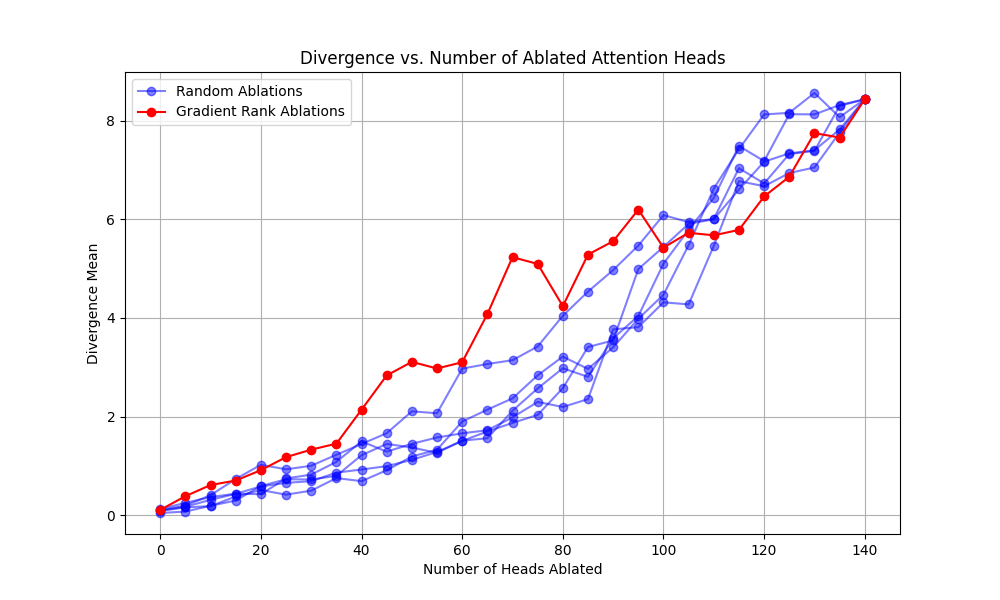 Divergence vs. Number of Ablated Attention Heads
Random Ablations
Gradient Rank Ablations
Divergence Mean
8
6
4
2
0
0 20 40 60 80 100 120 140
Number of Heads Ablated